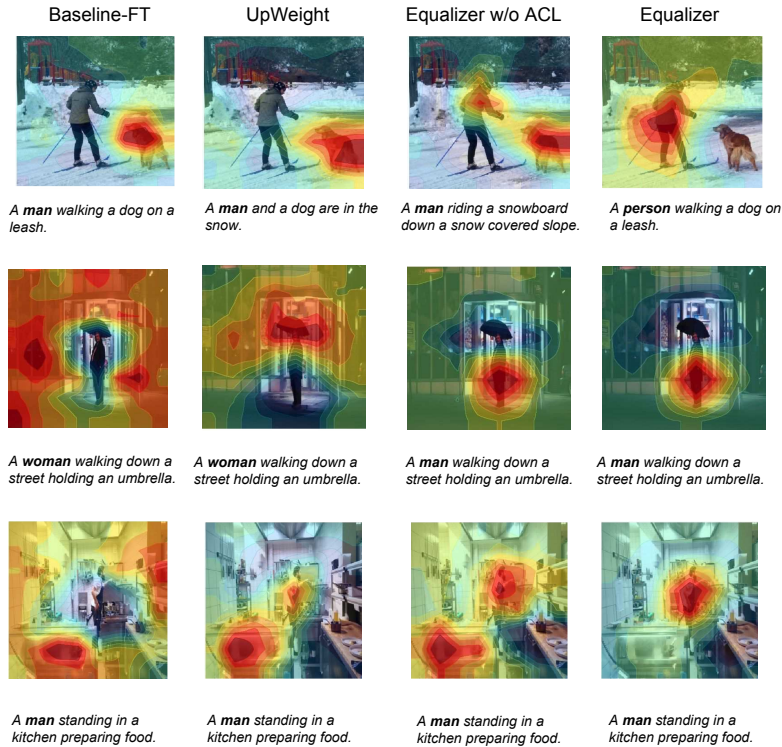 Baseline-FT UpWeight Equalizer w/o ACL Equalizer
A man walking a dog on a
leash.
A man and a dog are in the
snow.
A man riding a snowboard
down a snow covered slope.
A person walking a dog on
a leash.
A woman walking down a
street holding an umbrella.
A woman walking down a
street holding an umbrella.
A man walking down a
street holding an umbrella.
A man walking down a
street holding an umbrella.
A man standing in a
kitchen preparing food.
A man standing in a
kitchen preparing food.
A man standing in a
kitchen preparing food.
A man standing in a
kitchen preparing food.